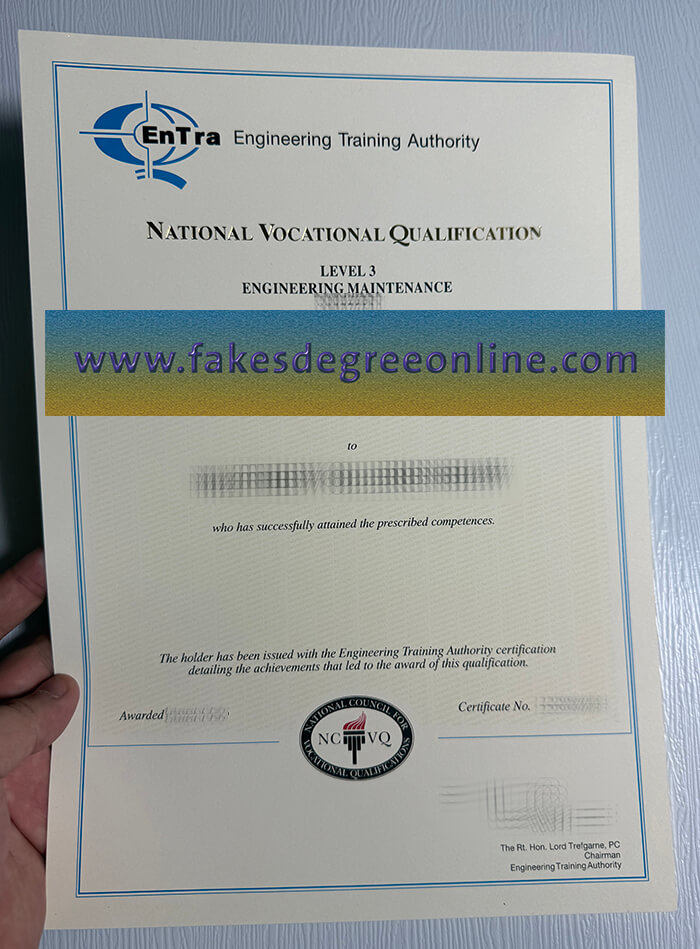 EnTra Engineering Training Authority
NATIONAL VOCATIONAL QUALIFICATION
LEVEL 3
ENGINEERING MAINTENANCE
www.fakesdegreeonline.com
to
who has successfully attained the prescribed competences.
The holder has been issued with the Engineering Training Authority certification
detailing the achievements that led to the award of this qualification.
Awarded
Certificate No.
NATIONAL COUNCIL FOR
NC VQ
VOCATIONAL QUALIFICATIONS
The Rt. Hon. Lord Trefgarne, PC
Chairman
Engineering Training Authority